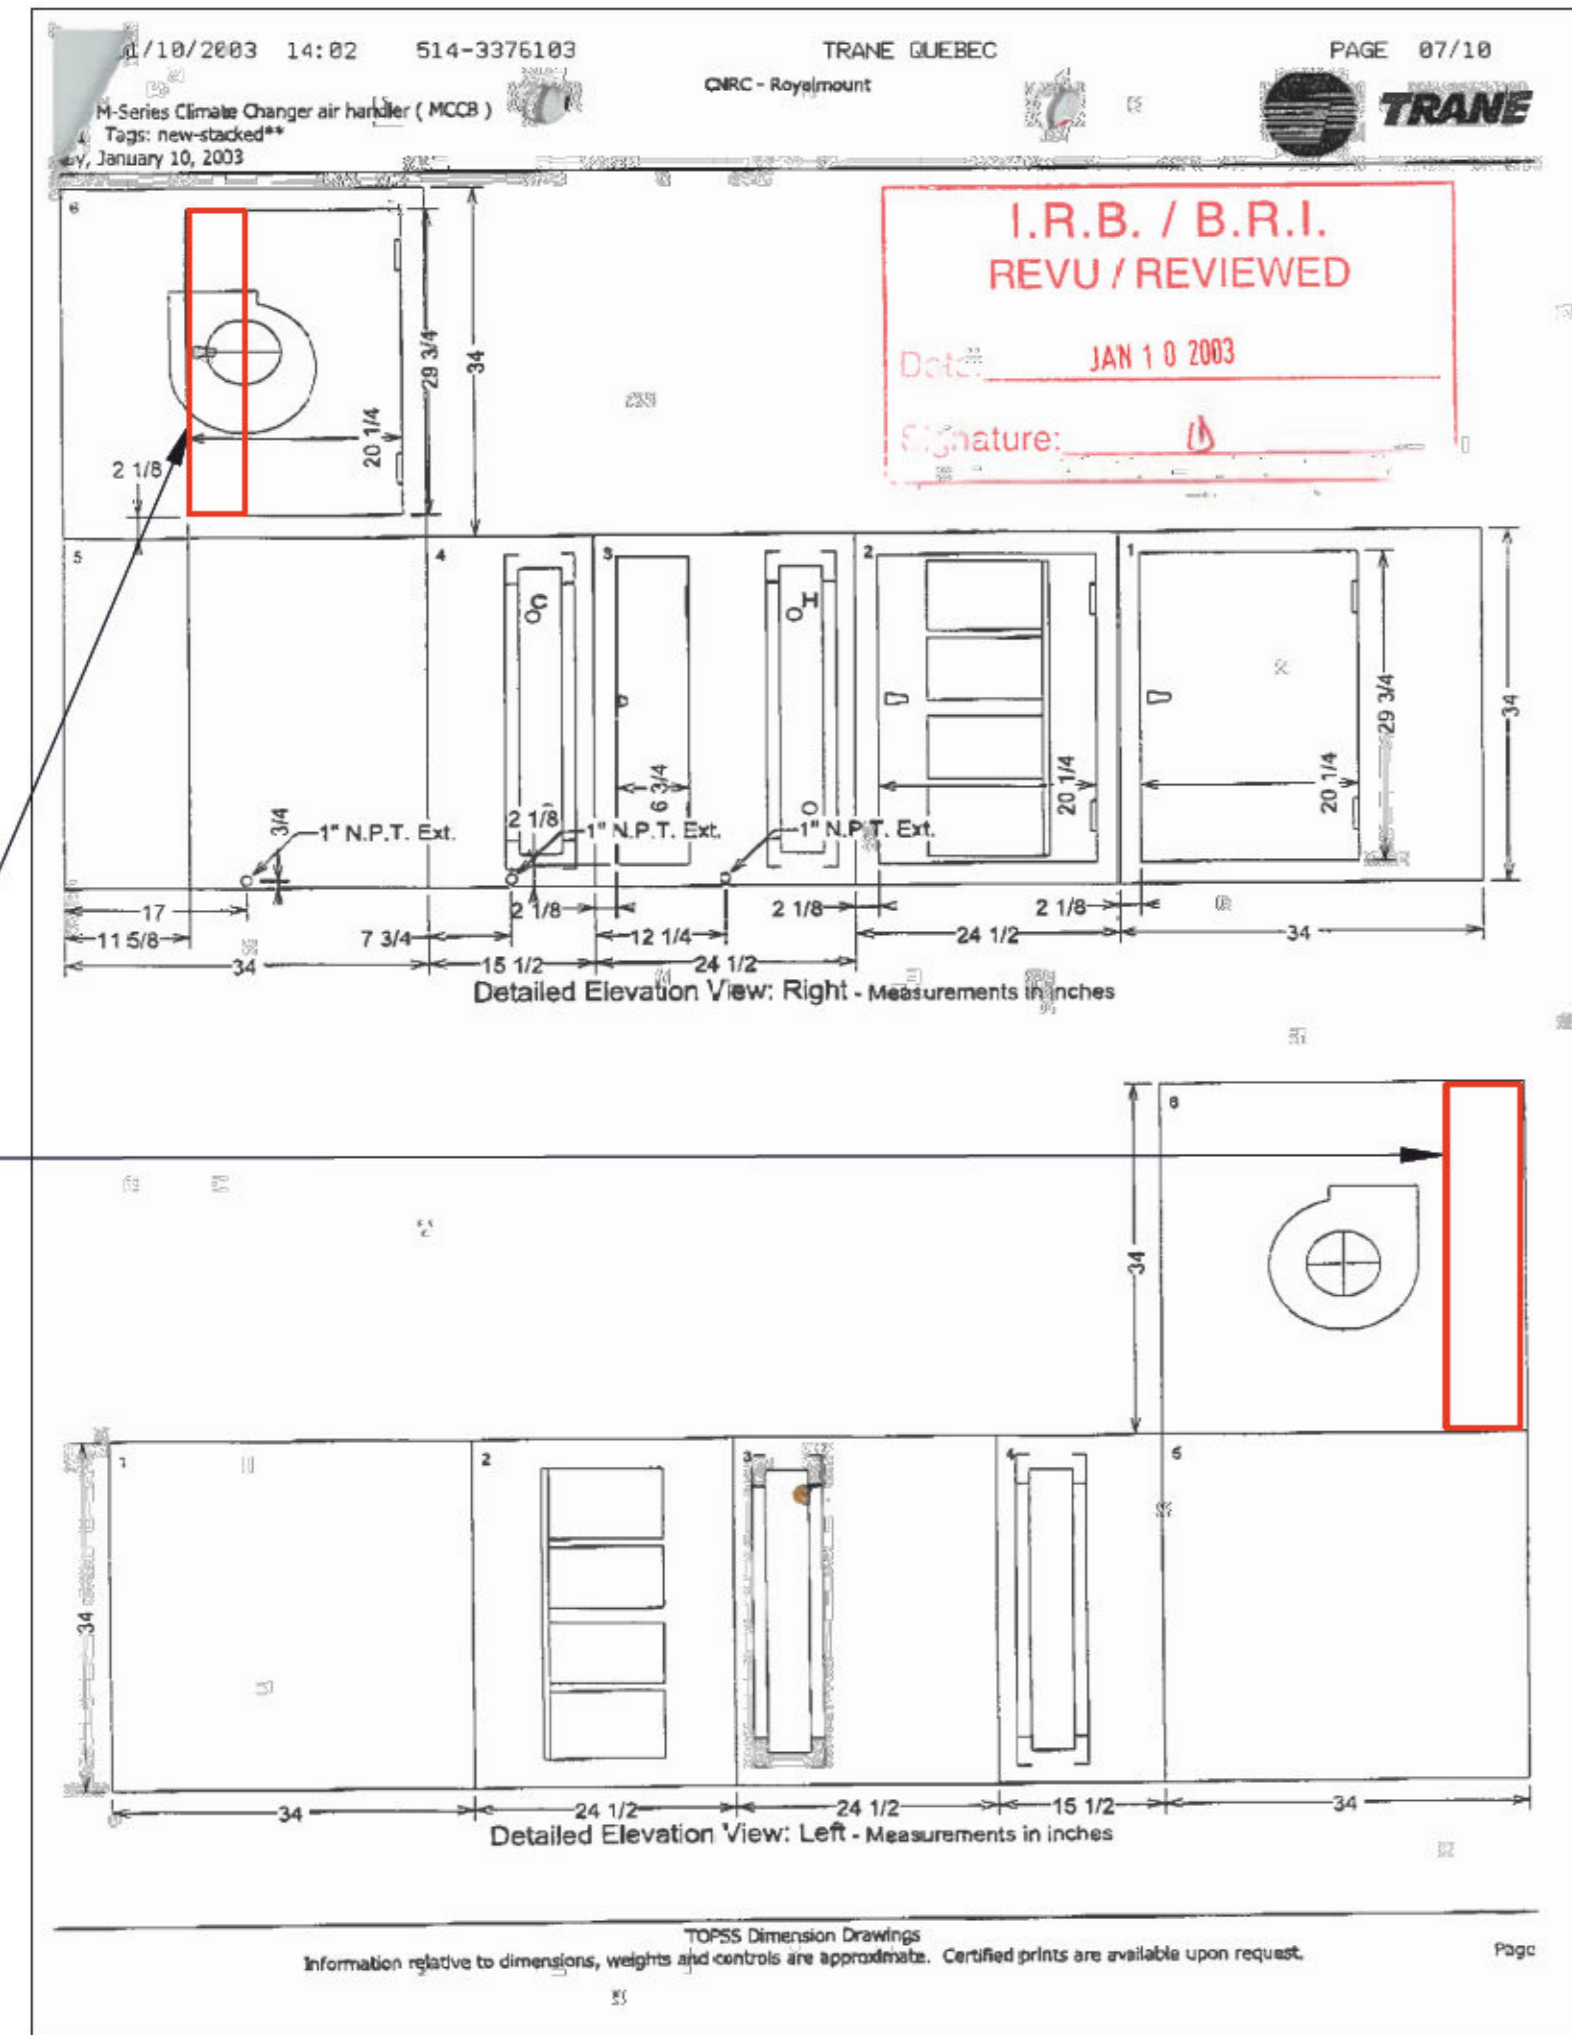 1/10/2003 14:02 514-3376103 TRANE QUEBEC PAGE 07/10
CNRC - Royalmount
TRANE
M-Series Climate Changer air handler ( MCCB )
Tags: new-stacked**
January 10, 2003
I.R.B. / B.R.I.
REVU / REVIEWED
Date: JAN 10 2003
Signature:
6
29 3/4
34
20 1/4
2 1/8
5
4
3
2
1
C
H
O
29 3/4
34
6 3/4
20 1/4
20 1/4
3/4
1" N.P.T. Ext.
2 1/8
1" N.P.T. Ext.
1" N.P.T. Ext.
17
2 1/8
2 1/8
2 1/8
11 5/8
7 3/4
12 1/4
24 1/2
34
34
15 1/2
24 1/2
Detailed Elevation View: Right - Measurements in inches
6
34
1
2
3
4
5
34
34
24 1/2
24 1/2
15 1/2
34
Detailed Elevation View: Left - Measurements in inches
TOPSS Dimension Drawings
Information relative to dimensions, weights and controls are approximate. Certified prints are available upon request.
Page